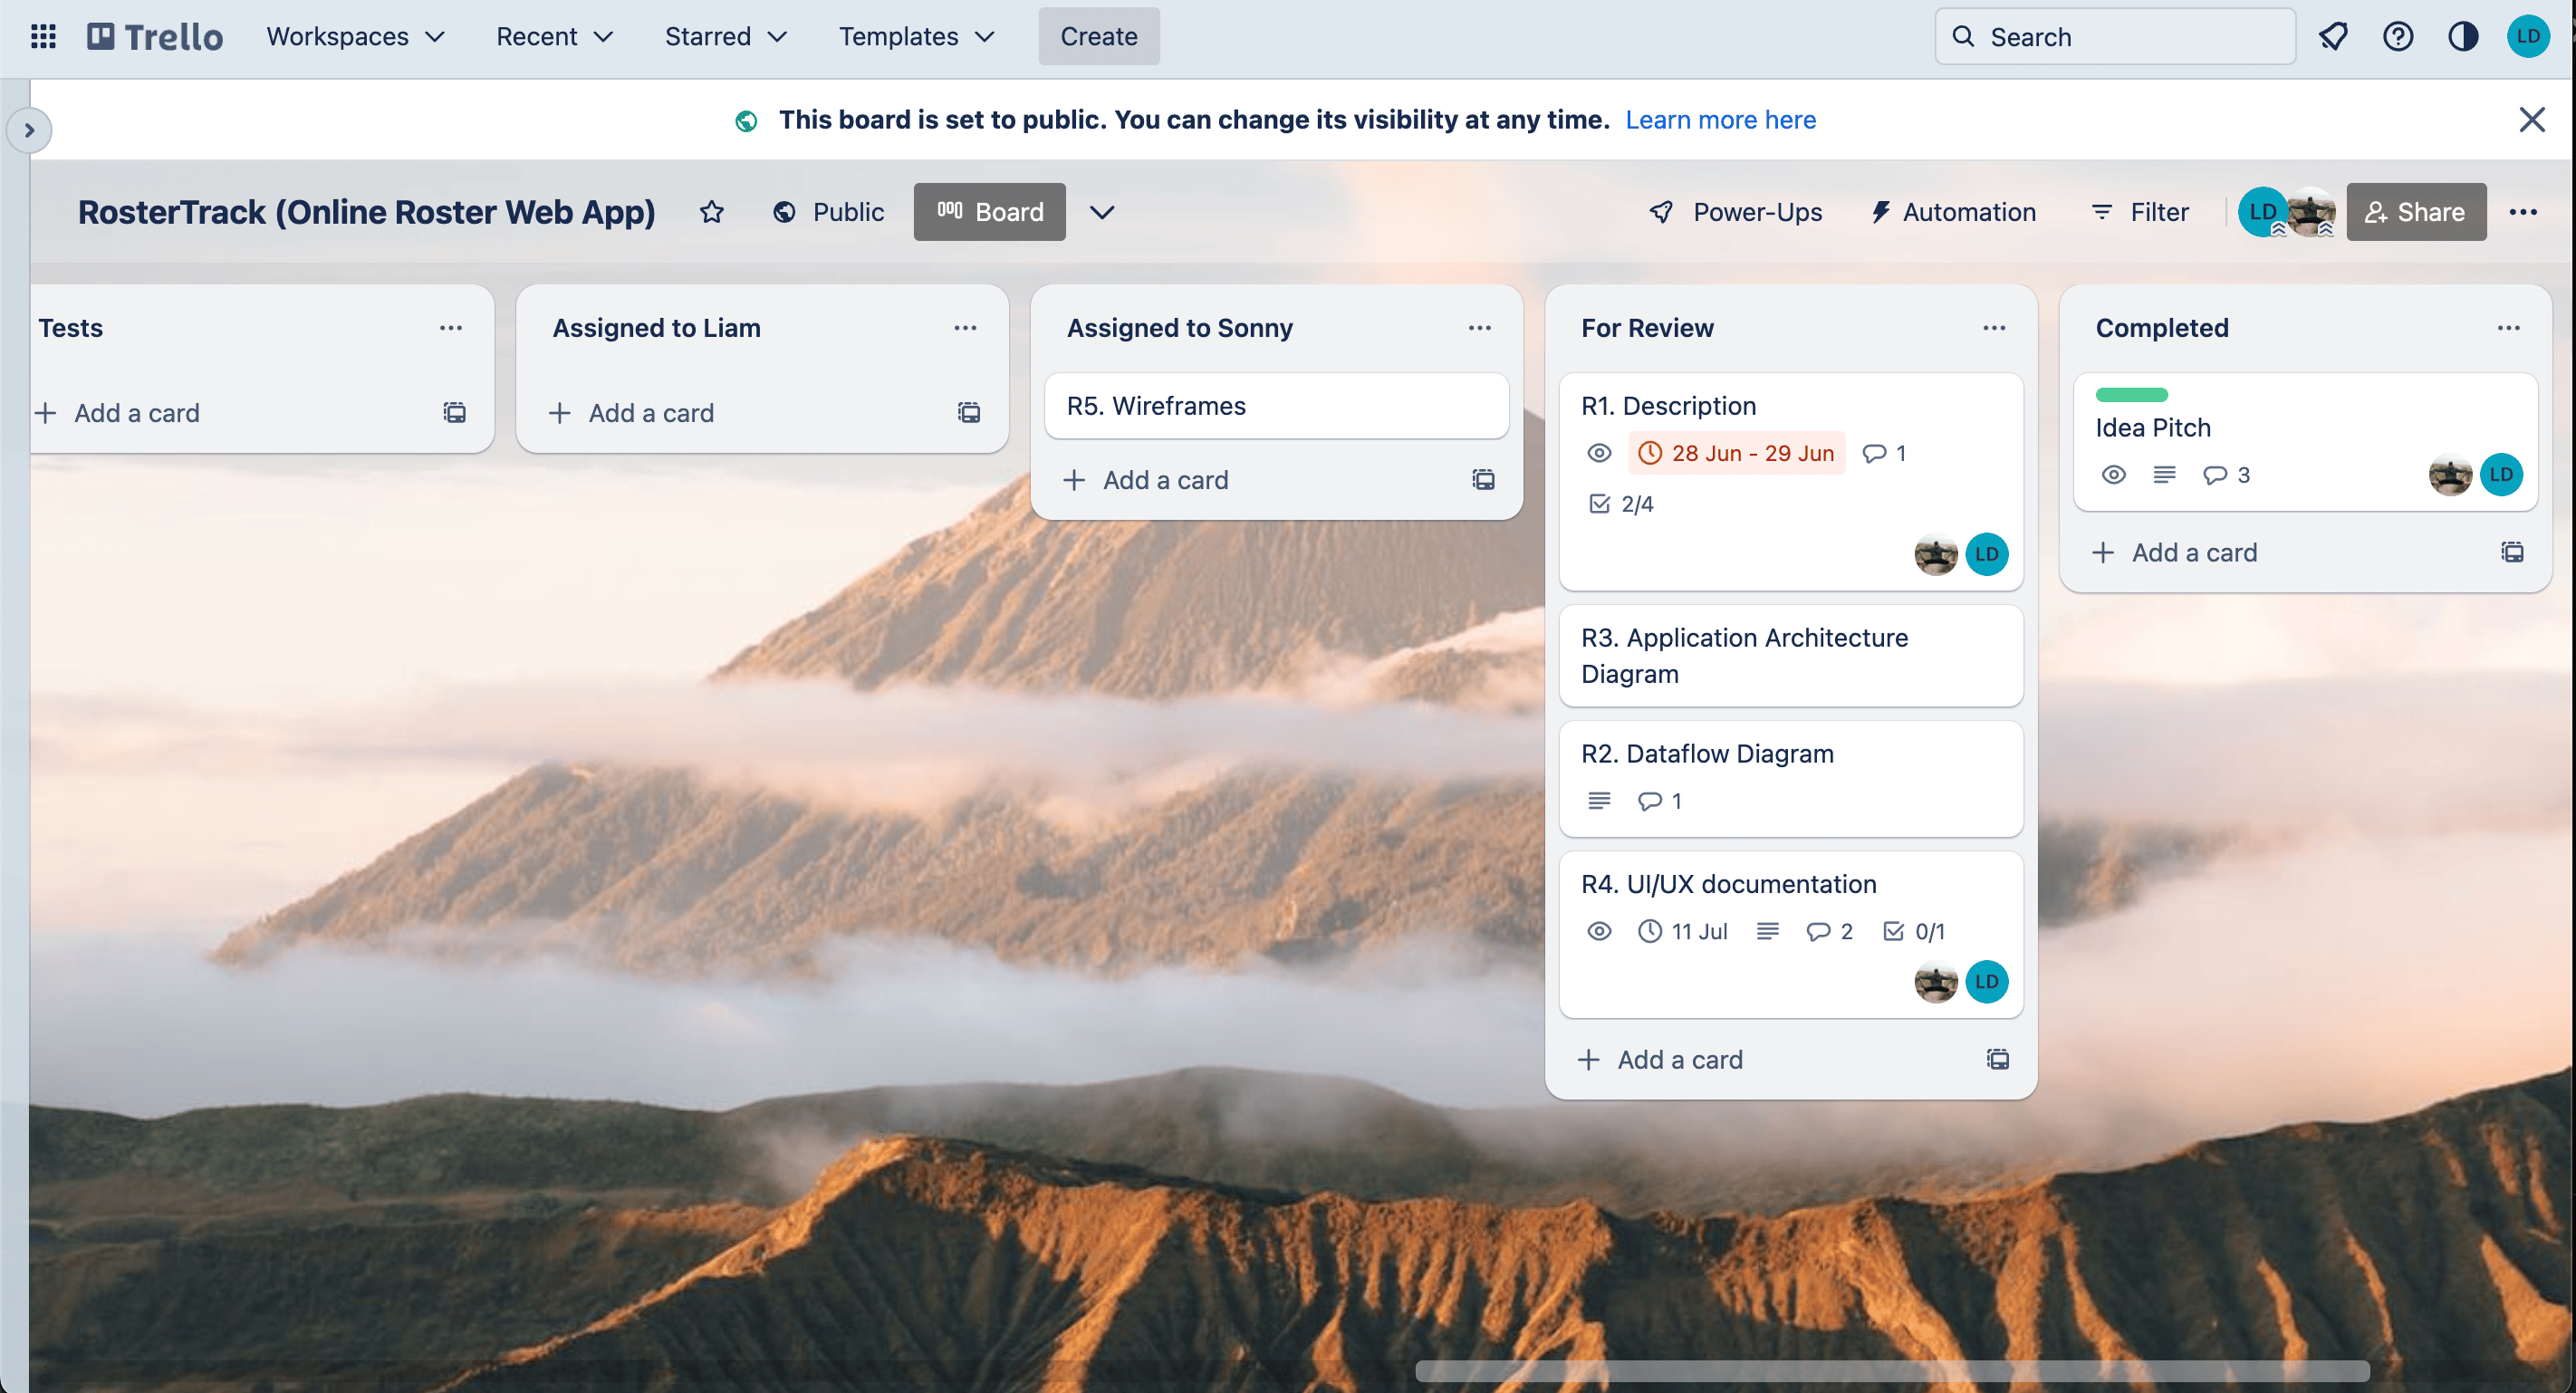 Trello
Workspaces
Recent
Starred
Templates
Create
Search
LD
This board is set to public. You can change its visibility at any time. Learn more here
RosterTrack (Online Roster Web App)
Public
Board
Power-Ups
Automation
Filter
LD
Share
Tests
Add a card
Assigned to Liam
Add a card
Assigned to Sonny
R5. Wireframes
Add a card
For Review
R1. Description
28 Jun - 29 Jun
1
2/4
LD
R3. Application Architecture
Diagram
R2. Dataflow Diagram
1
R4. UI/UX documentation
11 Jul
2
0/1
LD
Add a card
Completed
Idea Pitch
3
LD
Add a card